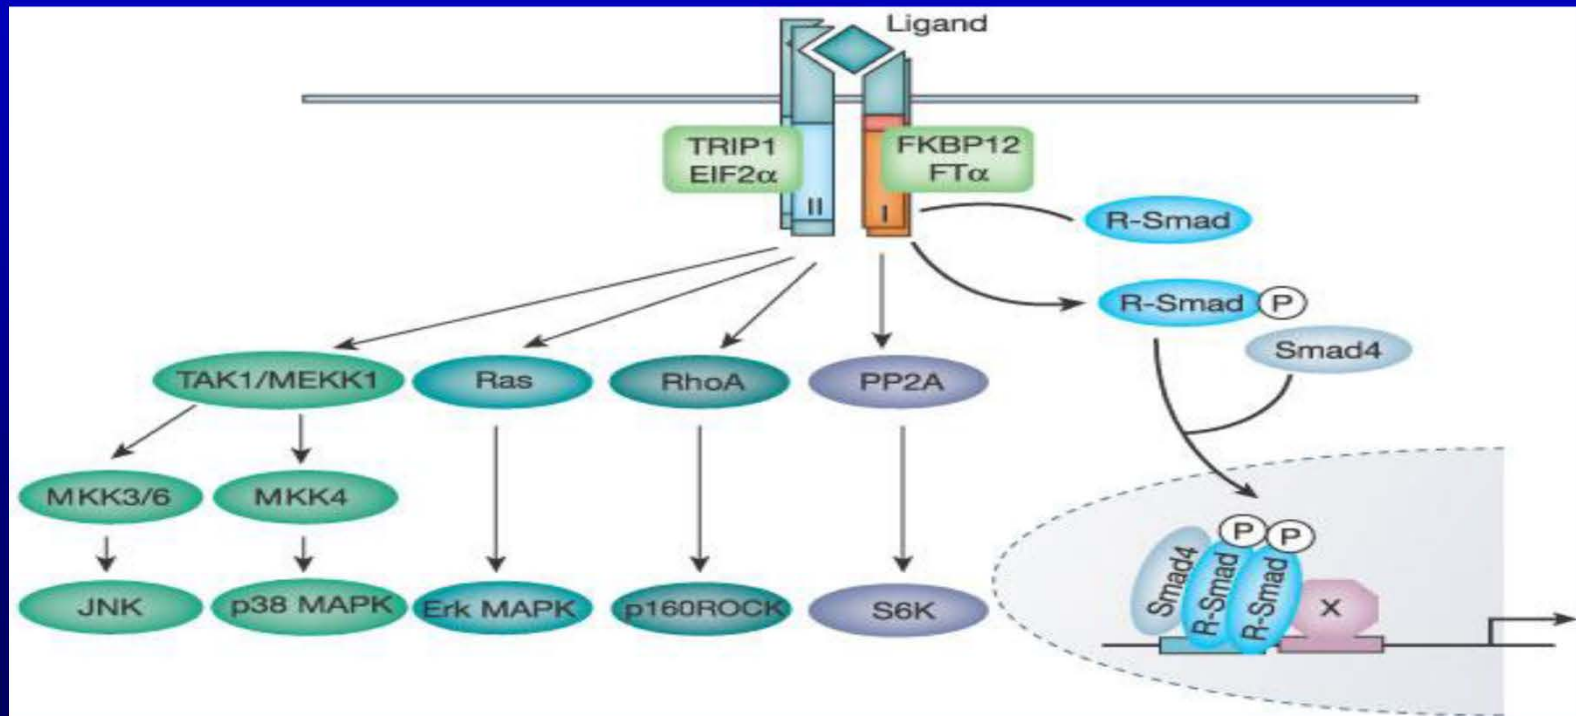 Ligand
TRIP1
EIF2α
FKBP12
FTα
II
I
R-Smad
R-Smad P
Smad4
TAK1/MEKK1
Ras
RhoA
PP2A
MKK3/6
MKK4
JNK
p38 MAPK
Erk MAPK
p160ROCK
S6K
P
P
Smad4
R-Smad
R-Smad
X